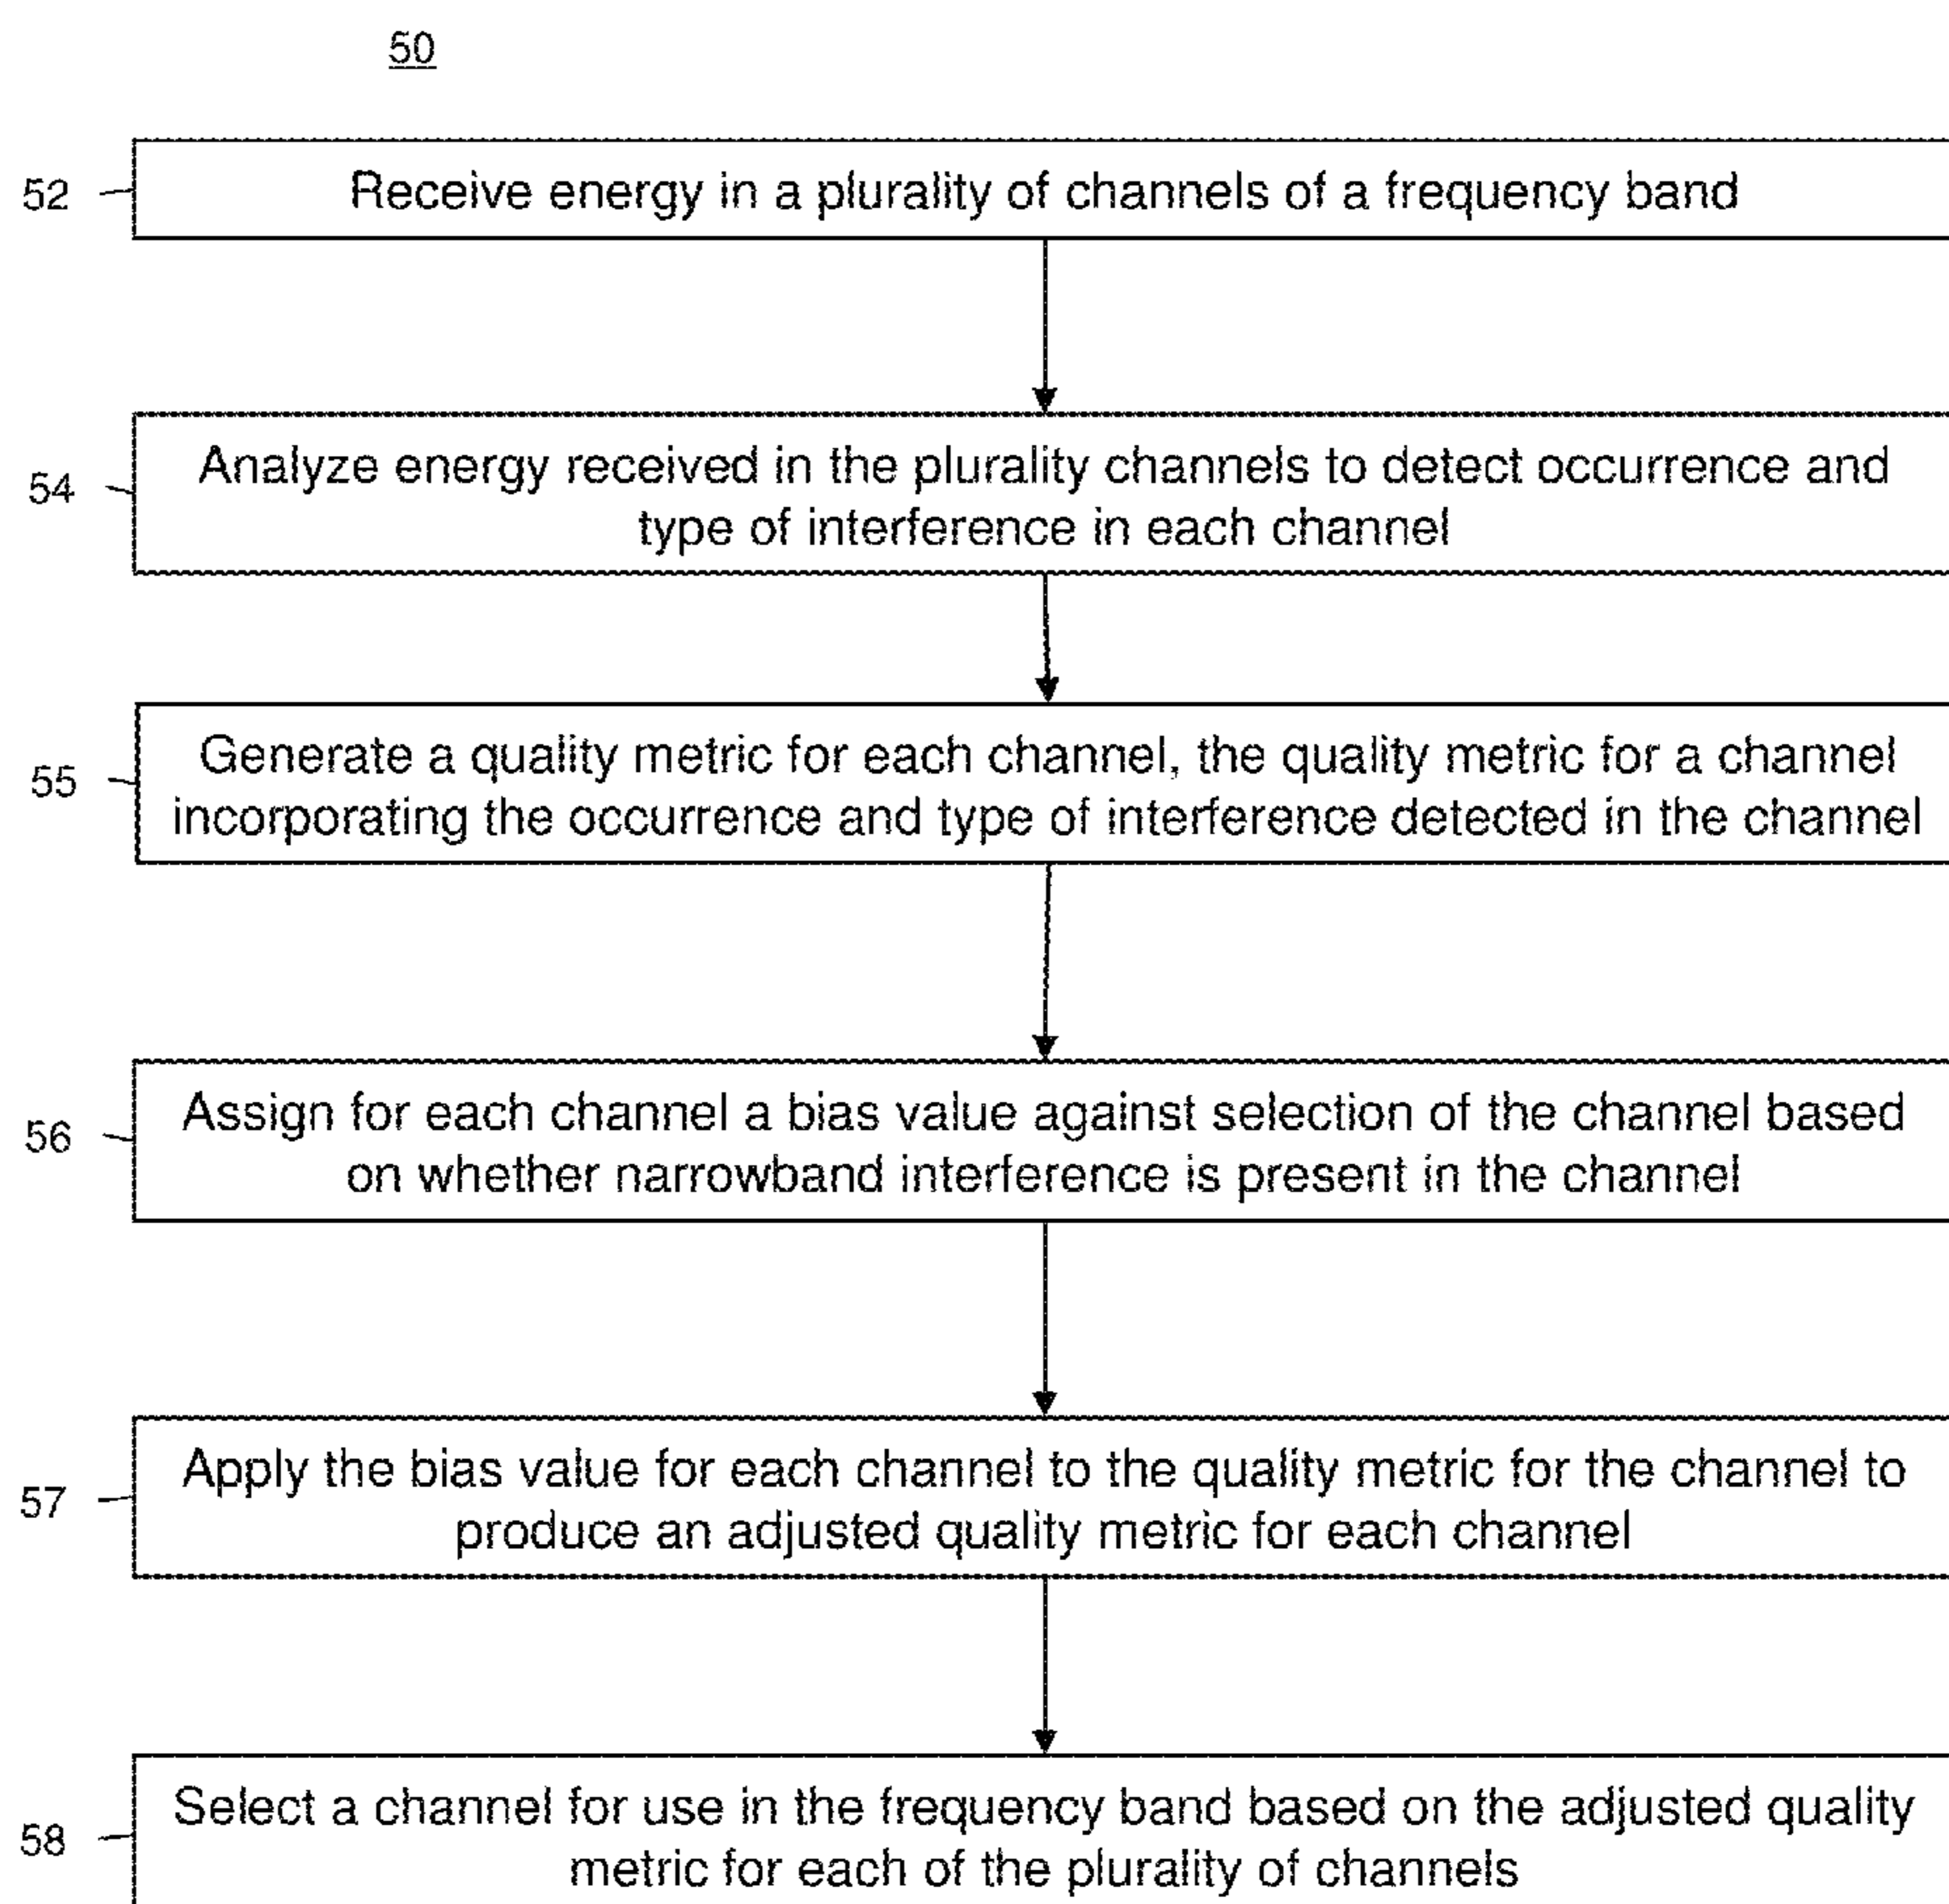 50
52
Receive energy in a plurality of channels of a frequency band
54
Analyze energy received in the plurality channels to detect occurrence and
type of interference in each channel
55
Generate a quality metric for each channel, the quality metric for a channel
incorporating the occurrence and type of interference detected in the channel
56
Assign for each channel a bias value against selection of the channel based
on whether narrowband interference is present in the channel
57
Apply the bias value for each channel to the quality metric for the channel to
produce an adjusted quality metric for each channel
58
Select a channel for use in the frequency band based on the adjusted quality
metric for each of the plurality of channels